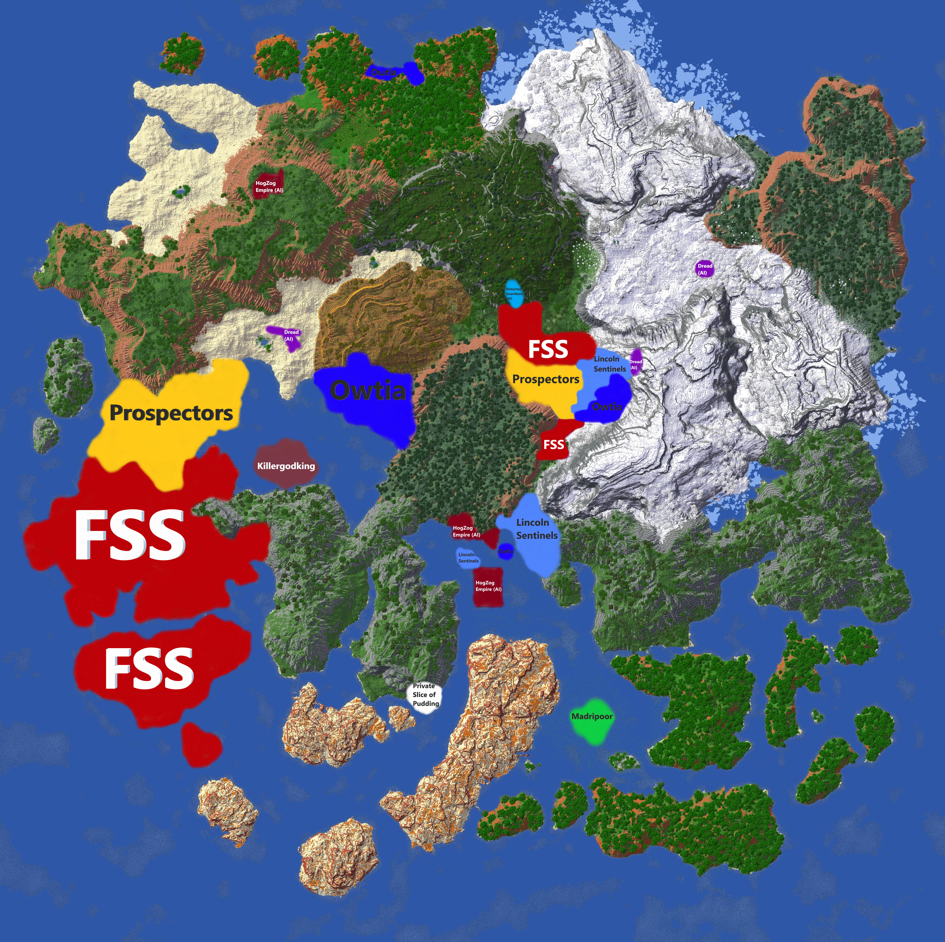 HogZog
Empire (AI)
Dread
(AI)
Dread
(AI)
FSS
Lincoln
Sentinels
Dread
(AI)
Prospectors
Owtia
Owtia
Prospectors
FSS
Killergodking
FSS
HogZog
Empire (AI)
Lincoln
Sentinels
Lincoln
Sentinels
HogZog
Empire (AI)
FSS
Private
Slice of
Pudding
Madripoor